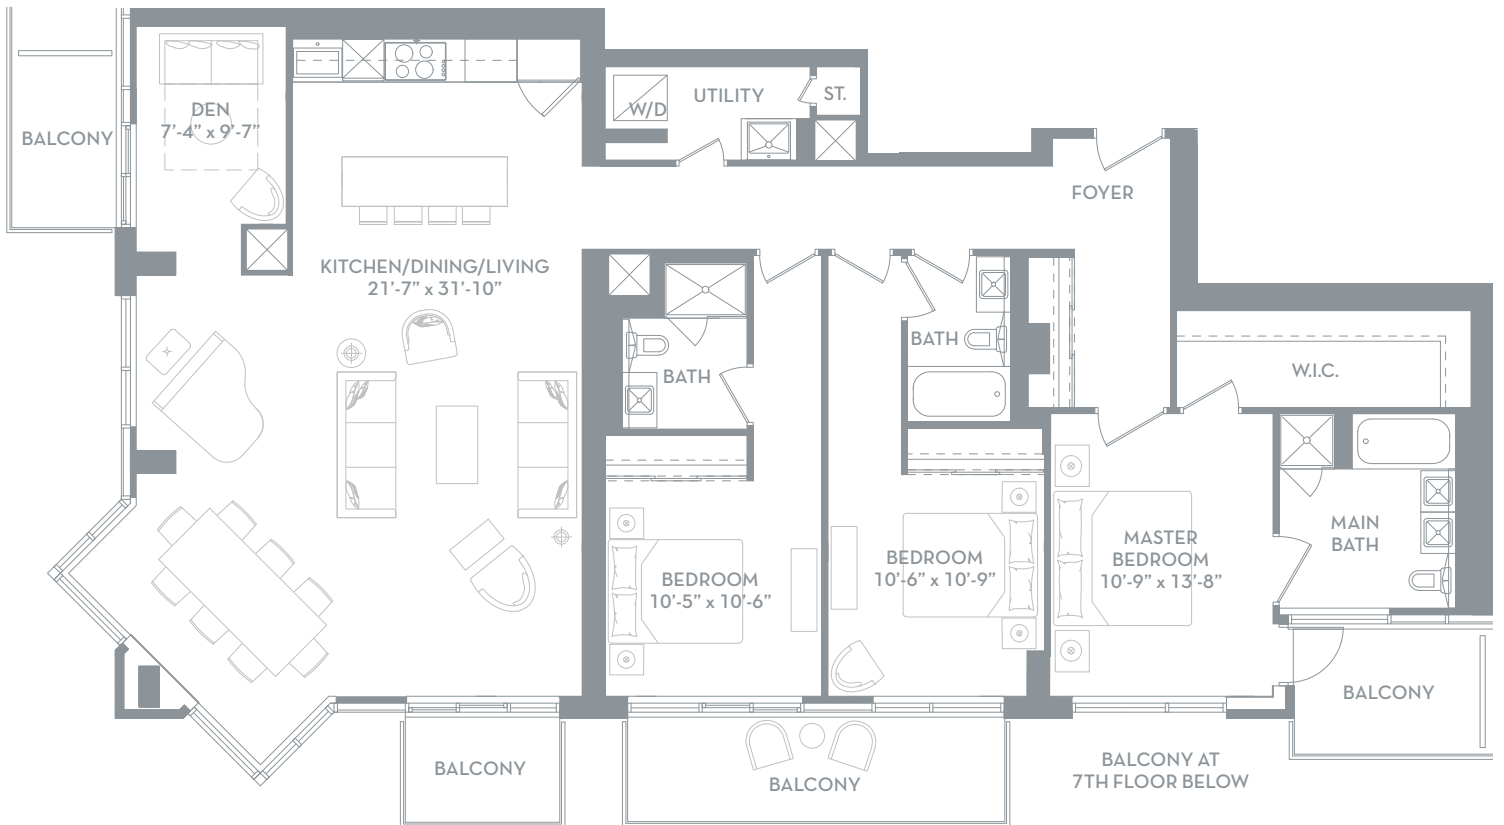 DEN
7'-4" x 9'-7"
BALCONY
W/D
UTILITY
ST.
FOYER
KITCHEN/DINING/LIVING
21'-7" x 31'-10"
BATH
BATH
W.I.C.
BEDROOM
10'-5" x 10'-6"
BEDROOM
10'-6" x 10'-9"
MASTER
BEDROOM
10'-9" x 13'-8"
MAIN
BATH
BALCONY
BALCONY
BALCONY
BALCONY AT
7TH FLOOR BELOW